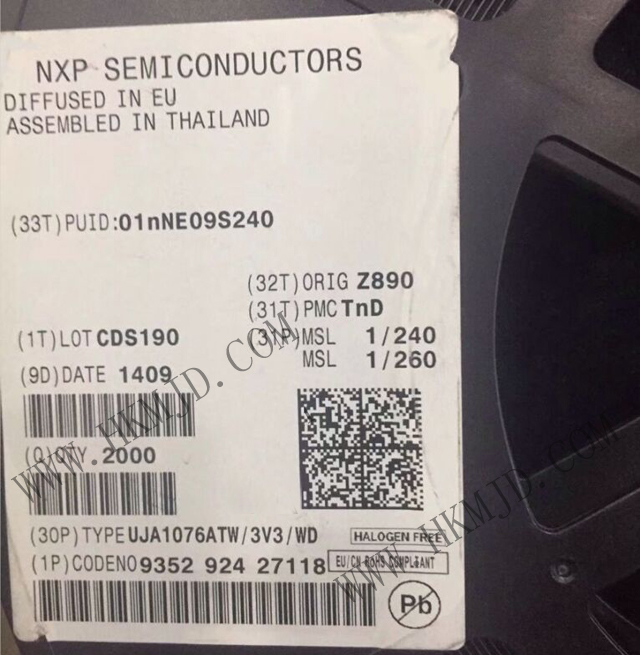 NXP SEMICONDUCTORS
DIFFUSED IN EU
ASSEMBLED IN THAILAND
(33T)PUID:01nNE09S240
(32T)ORIG Z890
(31T)PMC TnD
(1T)LOT CDS190
(31P)MSL 1/240
MSL 1/260
(9D)DATE 1409
(Q)QTY 2000
(30P)TYPE UJA1076ATW/3V3/WD
HALOGEN FREE
(1P)CODENO 9352 924 27118
EU/CN ROHS COMPLIANT
Pb
WWW.HKMJD.COM
WWW.HKMJD.COM